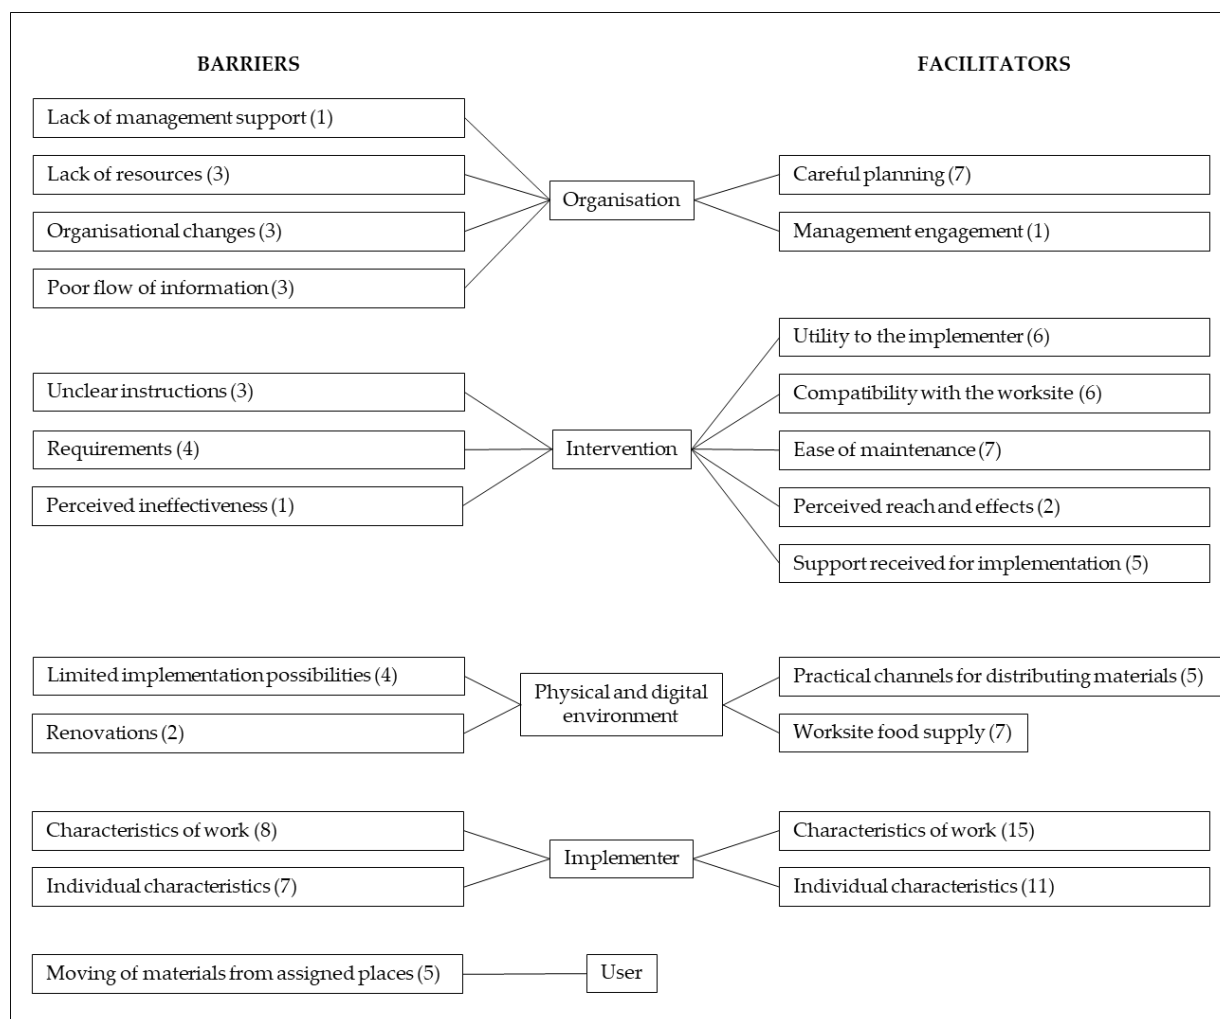 BARRIERS
FACILITATORS
Lack of management support (1)
Lack of resources (3)
Organisational changes (3)
Poor flow of information (3)
Organisation
Careful planning (7)
Management engagement (1)
Unclear instructions (3)
Requirements (4)
Perceived ineffectiveness (1)
Intervention
Utility to the implementer (6)
Compatibility with the worksite (6)
Ease of maintenance (7)
Perceived reach and effects (2)
Support received for implementation (5)
Limited implementation possibilities (4)
Renovations (2)
Physical and digital
environment
Practical channels for distributing materials (5)
Worksite food supply (7)
Characteristics of work (8)
Individual characteristics (7)
Implementer
Characteristics of work (15)
Individual characteristics (11)
Moving of materials from assigned places (5)
User